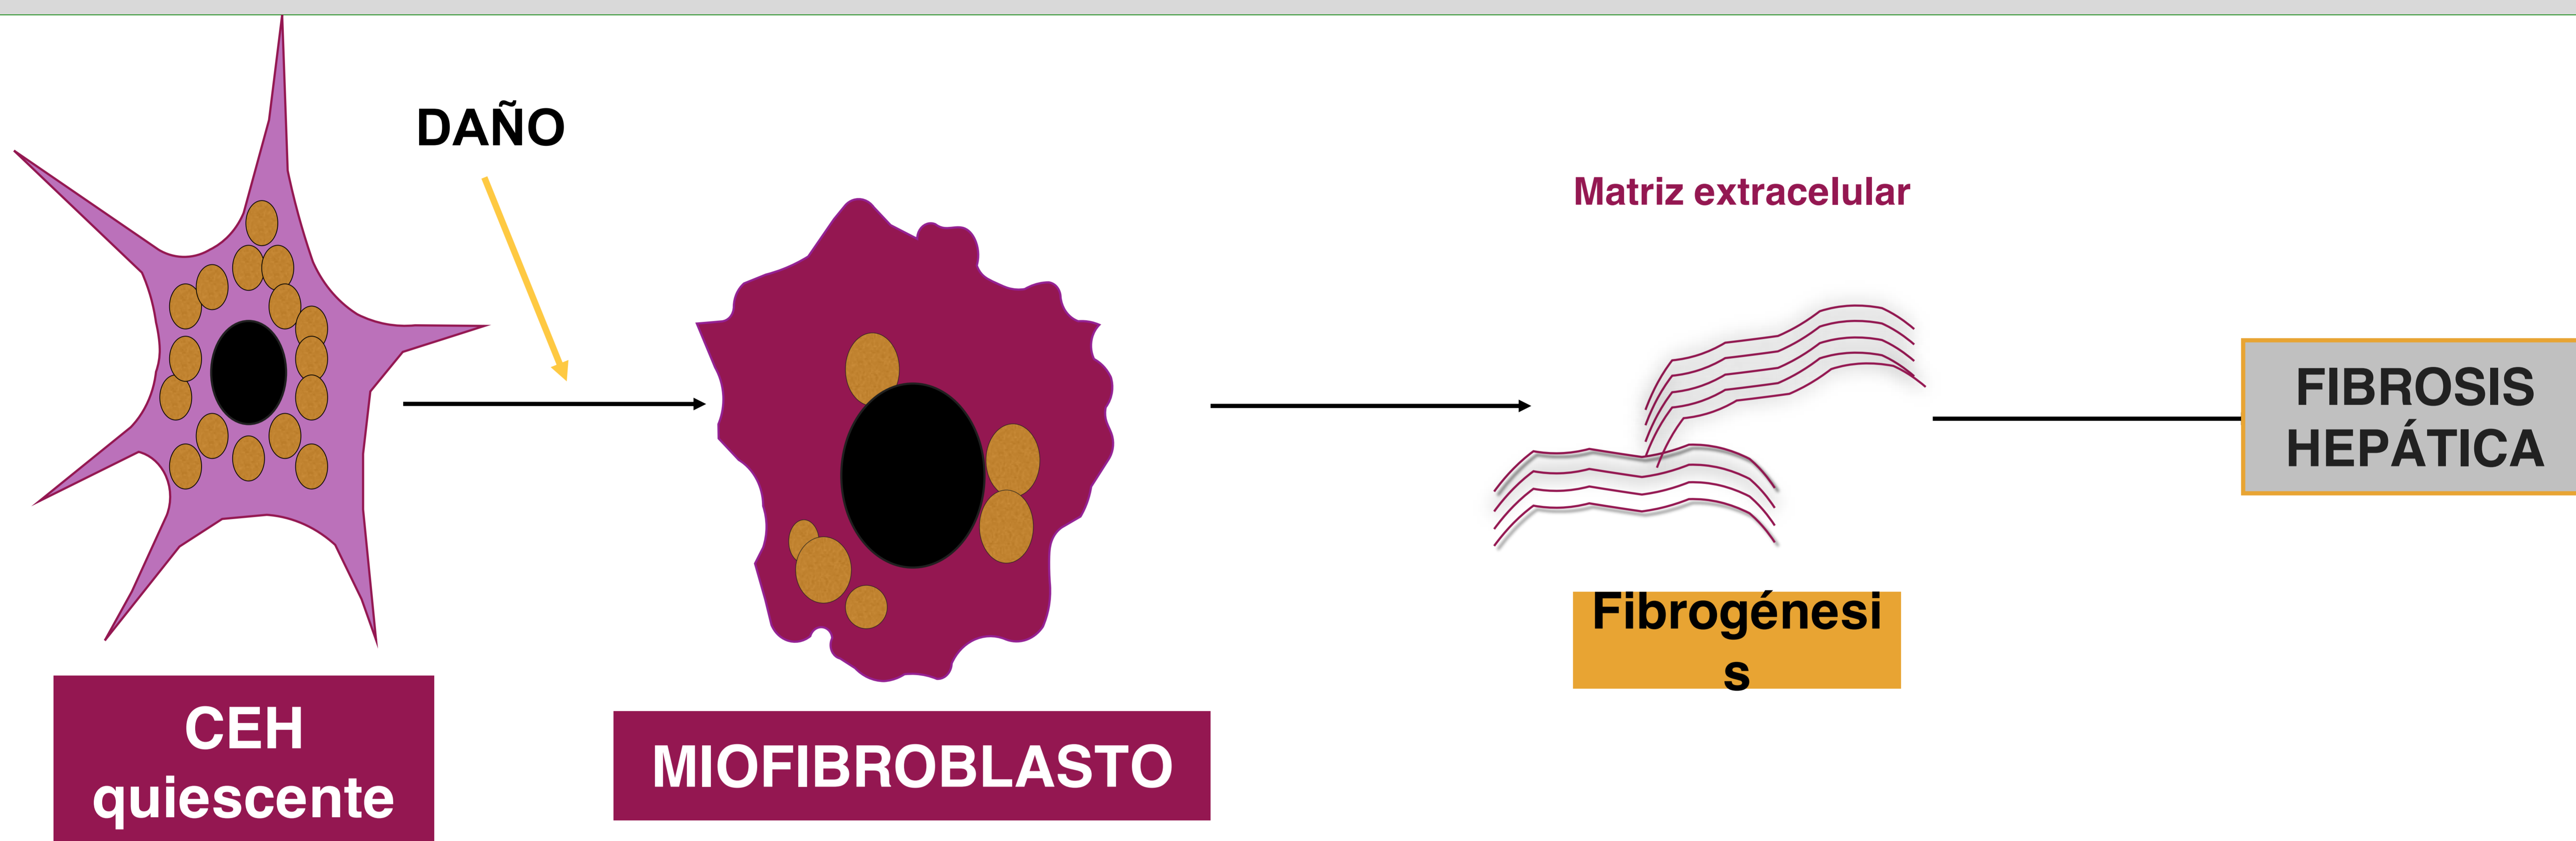 DAÑO
Matriz extracelular
FIBROSIS
HEPÁTICA
Fibrogénesi
s
CEH
quiescente
MIOFIBROBLASTO